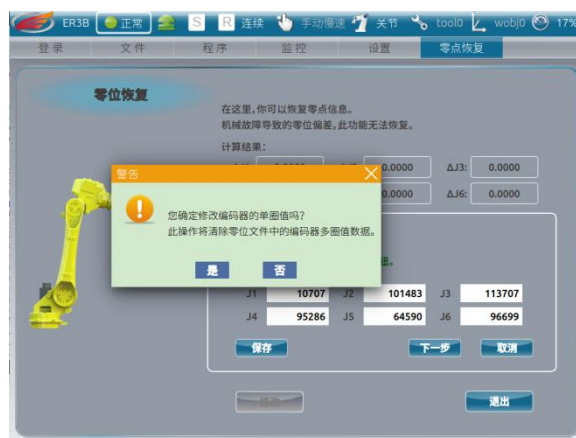 ER3B 正常 S R 连续 手动慢速 关节 tool0 wobj0 17%
登录 文件 程序 监控 设置 零点恢复
零位恢复
在这里,你可以恢复零点信息。
机械故障导致的零位偏差,此功能无法恢复。
计算结果:
0.0000 ΔJ3: 0.0000
0.0000 ΔJ6: 0.0000
警告
您确定修改编码器的单圈值吗?
此操作将清除零位文件中的编码器多圈值数据。
是 否
J1 10707 J2 101483 J3 113707
J4 95286 J5 64590 J6 96699
保存 下一步 取消
退出